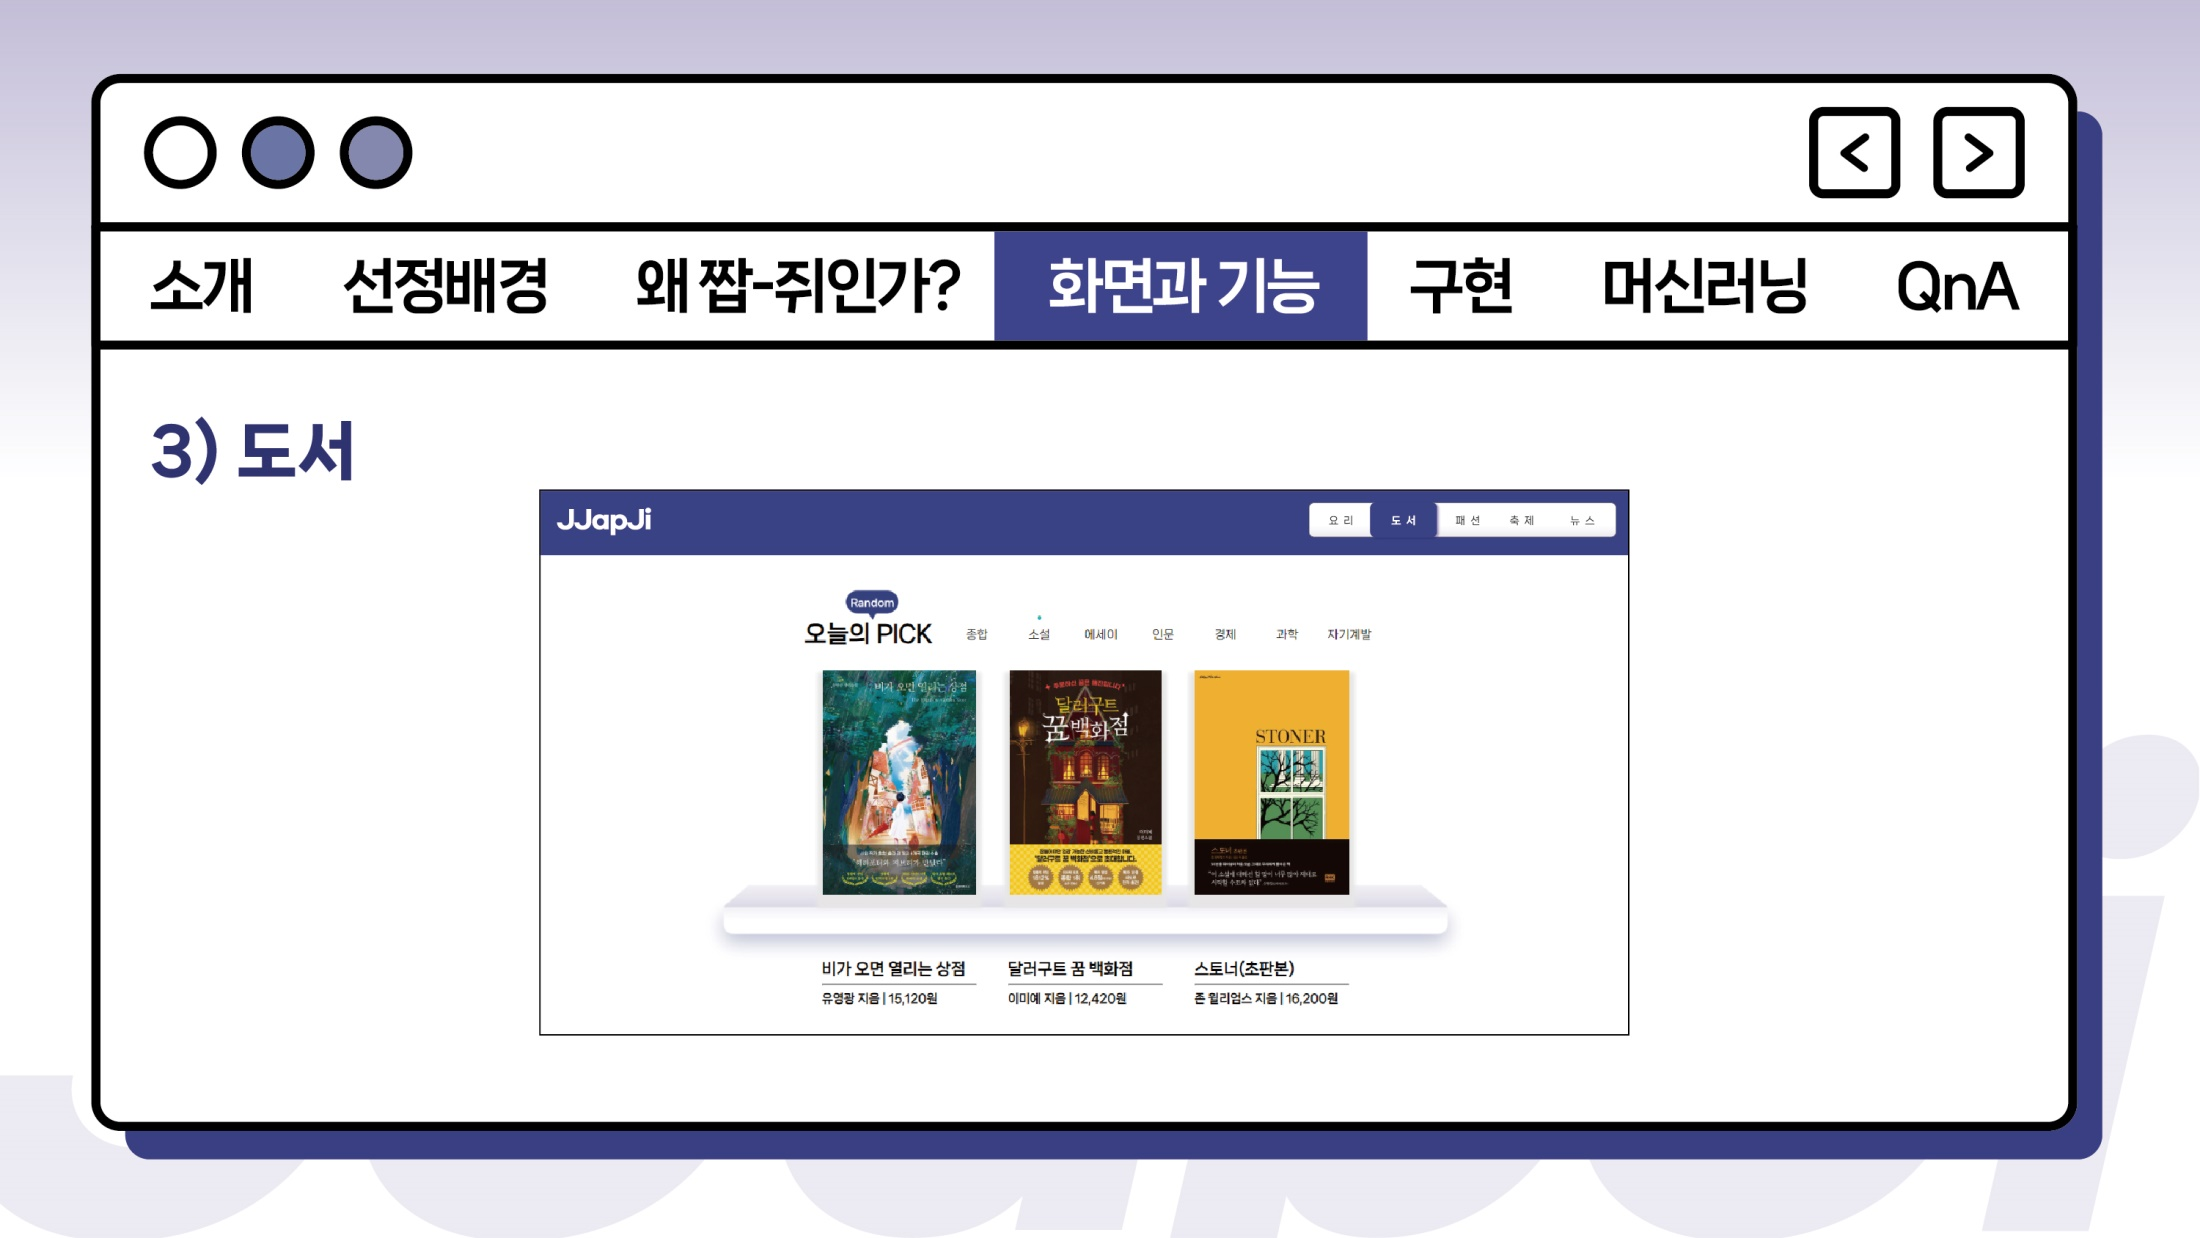 소개 선정배경 왜 짭-쥐인가? 화면과 기능 구현 머신러닝 QnA
3) 도서
JJapJi 요리 도서 패션 축제 뉴스
Random
오늘의 PICK 종합 소설 에세이 인문 경제 과학 자기계발
비가 오면 열리는 상점
달러구트
꿈 백화점
STONER
스토너
비가 오면 열리는 상점 달러구트 꿈 백화점 스토너(초판본)
유영광 지음 | 15,120원 이미예 지음 | 12,420원 존 윌리엄스 지음 | 16,200원